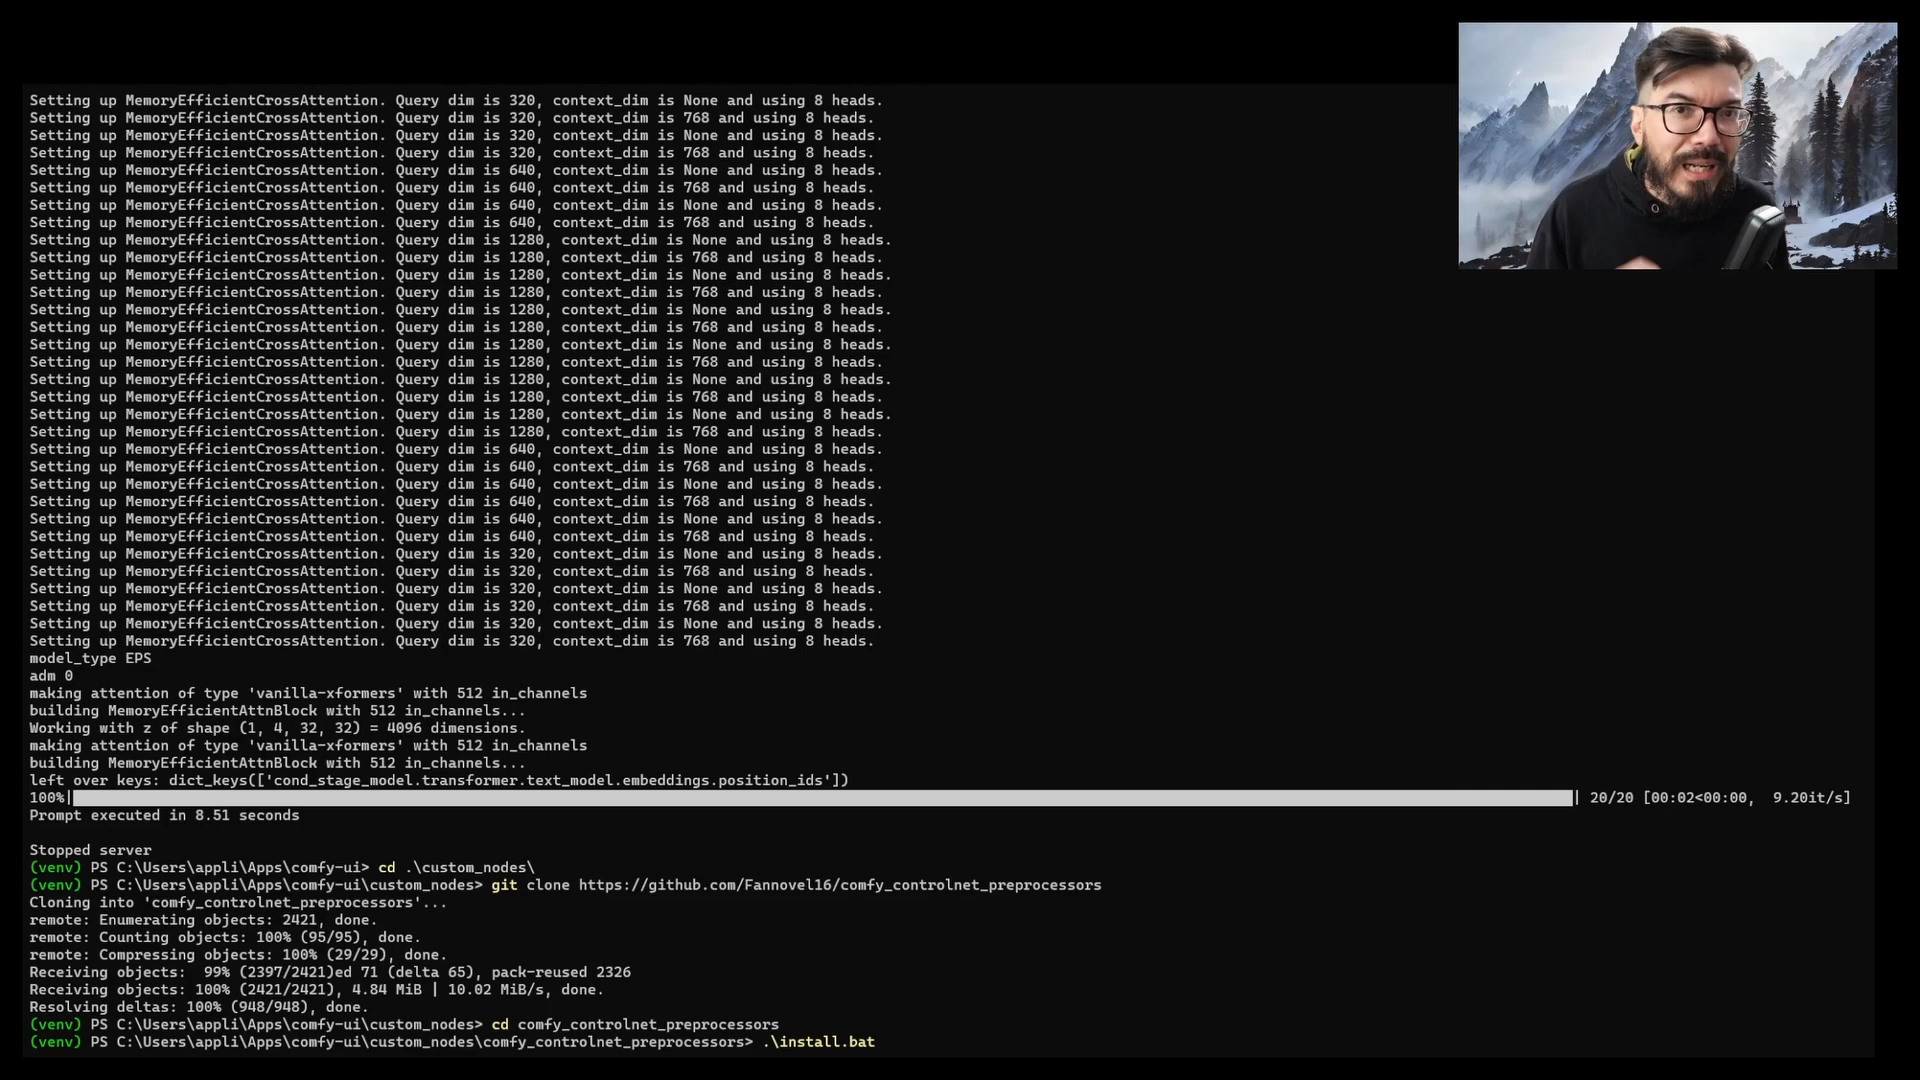 Setting up MemoryEfficientCrossAttention. Query dim is 320, context_dim is None and using 8 heads.
Setting up MemoryEfficientCrossAttention. Query dim is 320, context_dim is 768 and using 8 heads.
Setting up MemoryEfficientCrossAttention. Query dim is 320, context_dim is None and using 8 heads.
Setting up MemoryEfficientCrossAttention. Query dim is 320, context_dim is 768 and using 8 heads.
Setting up MemoryEfficientCrossAttention. Query dim is 640, context_dim is None and using 8 heads.
Setting up MemoryEfficientCrossAttention. Query dim is 640, context_dim is 768 and using 8 heads.
Setting up MemoryEfficientCrossAttention. Query dim is 640, context_dim is None and using 8 heads.
Setting up MemoryEfficientCrossAttention. Query dim is 640, context_dim is 768 and using 8 heads.
Setting up MemoryEfficientCrossAttention. Query dim is 1280, context_dim is None and using 8 heads.
Setting up MemoryEfficientCrossAttention. Query dim is 1280, context_dim is 768 and using 8 heads.
Setting up MemoryEfficientCrossAttention. Query dim is 1280, context_dim is None and using 8 heads.
Setting up MemoryEfficientCrossAttention. Query dim is 1280, context_dim is 768 and using 8 heads.
Setting up MemoryEfficientCrossAttention. Query dim is 1280, context_dim is None and using 8 heads.
Setting up MemoryEfficientCrossAttention. Query dim is 1280, context_dim is 768 and using 8 heads.
Setting up MemoryEfficientCrossAttention. Query dim is 1280, context_dim is None and using 8 heads.
Setting up MemoryEfficientCrossAttention. Query dim is 1280, context_dim is 768 and using 8 heads.
Setting up MemoryEfficientCrossAttention. Query dim is 1280, context_dim is None and using 8 heads.
Setting up MemoryEfficientCrossAttention. Query dim is 1280, context_dim is 768 and using 8 heads.
Setting up MemoryEfficientCrossAttention. Query dim is 1280, context_dim is None and using 8 heads.
Setting up MemoryEfficientCrossAttention. Query dim is 1280, context_dim is 768 and using 8 heads.
Setting up MemoryEfficientCrossAttention. Query dim is 640, context_dim is None and using 8 heads.
Setting up MemoryEfficientCrossAttention. Query dim is 640, context_dim is 768 and using 8 heads.
Setting up MemoryEfficientCrossAttention. Query dim is 640, context_dim is None and using 8 heads.
Setting up MemoryEfficientCrossAttention. Query dim is 640, context_dim is 768 and using 8 heads.
Setting up MemoryEfficientCrossAttention. Query dim is 640, context_dim is None and using 8 heads.
Setting up MemoryEfficientCrossAttention. Query dim is 640, context_dim is 768 and using 8 heads.
Setting up MemoryEfficientCrossAttention. Query dim is 320, context_dim is None and using 8 heads.
Setting up MemoryEfficientCrossAttention. Query dim is 320, context_dim is 768 and using 8 heads.
Setting up MemoryEfficientCrossAttention. Query dim is 320, context_dim is None and using 8 heads.
Setting up MemoryEfficientCrossAttention. Query dim is 320, context_dim is 768 and using 8 heads.
Setting up MemoryEfficientCrossAttention. Query dim is 320, context_dim is None and using 8 heads.
Setting up MemoryEfficientCrossAttention. Query dim is 320, context_dim is 768 and using 8 heads.
model_type EPS
adm 0
making attention of type 'vanilla-xformers' with 512 in_channels
building MemoryEfficientAttnBlock with 512 in_channels...
Working with z of shape (1, 4, 32, 32) = 4096 dimensions.
making attention of type 'vanilla-xformers' with 512 in_channels
building MemoryEfficientAttnBlock with 512 in_channels...
left over keys: dict_keys(['cond_stage_model.transformer.text_model.embeddings.position_ids'])
100%| | 20/20 [00:02<00:00, 9.20it/s]
Prompt executed in 8.51 seconds
Stopped server
(venv) PS C:\Users\appli\Apps\comfy-ui> cd .\custom_nodes\
(venv) PS C:\Users\appli\Apps\comfy-ui\custom_nodes> git clone https://github.com/Fannovel16/comfy_controlnet_preprocessors
Cloning into 'comfy_controlnet_preprocessors'...
remote: Enumerating objects: 2421, done.
remote: Counting objects: 100% (95/95), done.
remote: Compressing objects: 100% (29/29), done.
Receiving objects:  99% (2397/2421)ed 71 (delta 65), pack-reused 2326
Receiving objects: 100% (2421/2421), 4.84 MiB | 10.02 MiB/s, done.
Resolving deltas: 100% (948/948), done.
(venv) PS C:\Users\appli\Apps\comfy-ui\custom_nodes> cd comfy_controlnet_preprocessors
(venv) PS C:\Users\appli\Apps\comfy-ui\custom_nodes\comfy_controlnet_preprocessors> .\install.bat